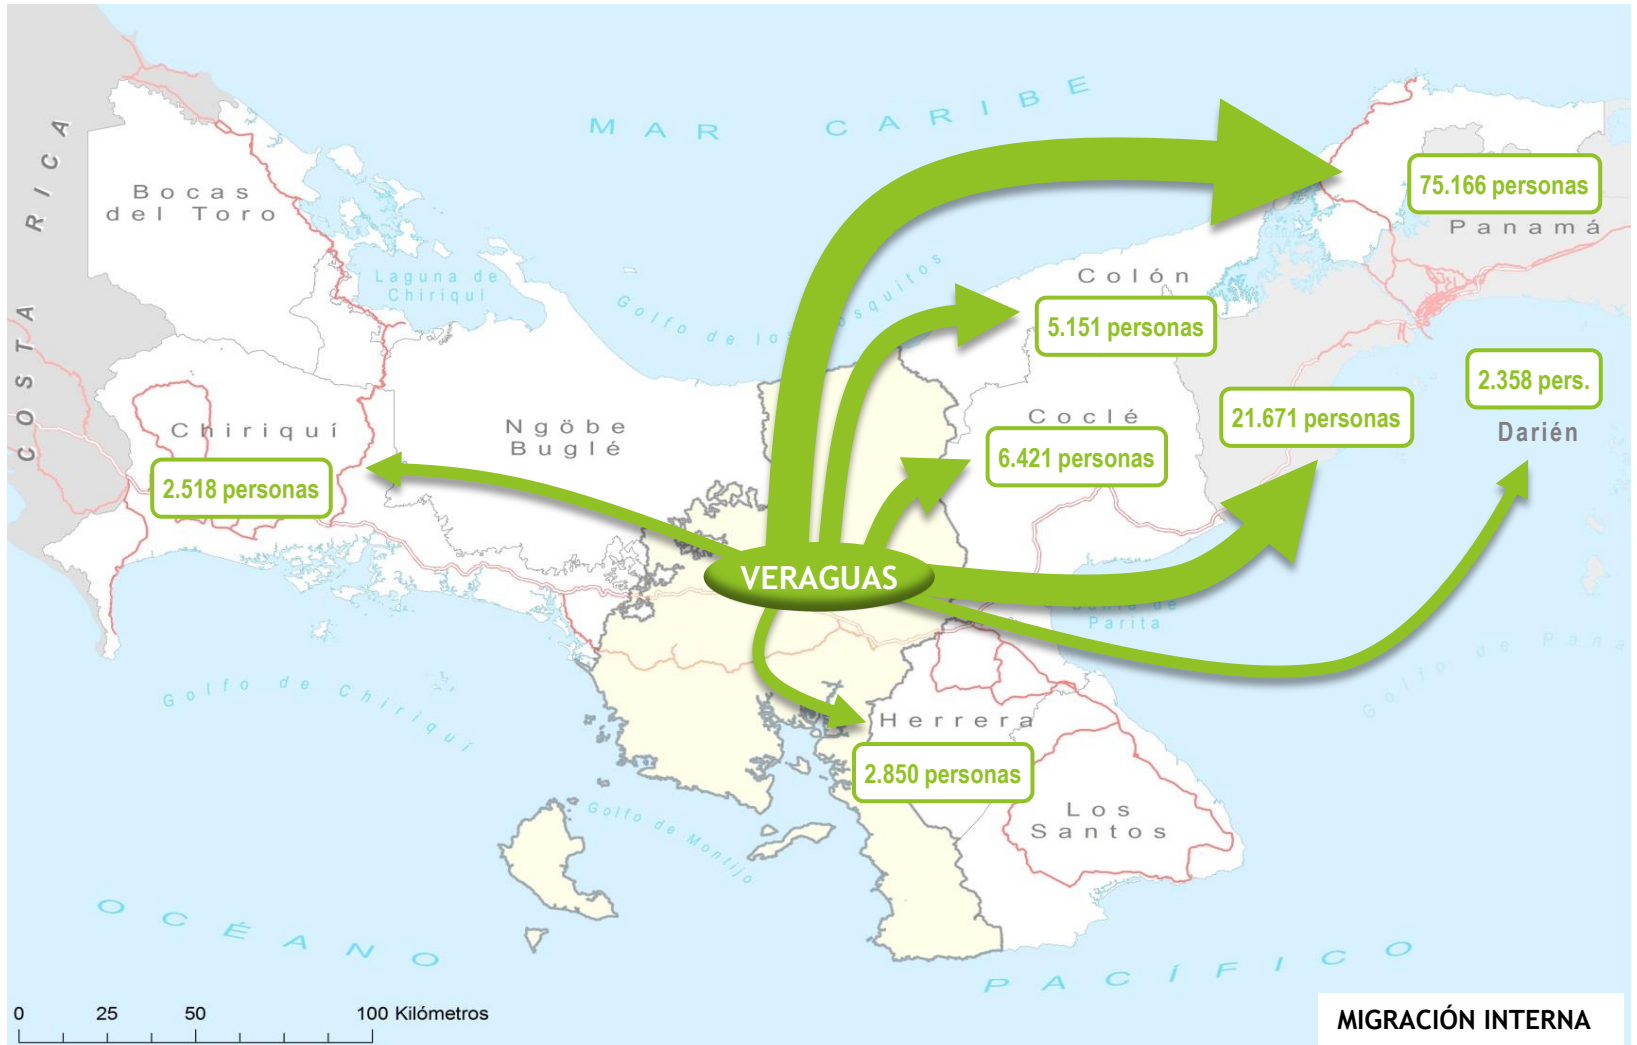 MAR CARIBE
COSTA RICA
Bocas
del Toro
75.166 personas
Panamá
Laguna de
Chiriquí
Golfo de los
squitos
Colón
5.151 personas
2.358 pers.
Darién
Chiriquí
Ngöbe
Buglé
Coclé
21.671 personas
6.421 personas
2.518 personas
VERAGUAS
de
Parita
Golfo de Pana
Golfo de Chiriquí
Herrera
2.850 personas
Los
Santos
Golfo de Montijo
OCÉANO
PACÍFICO
0 25 50 100 Kilómetros
MIGRACIÓN INTERNA